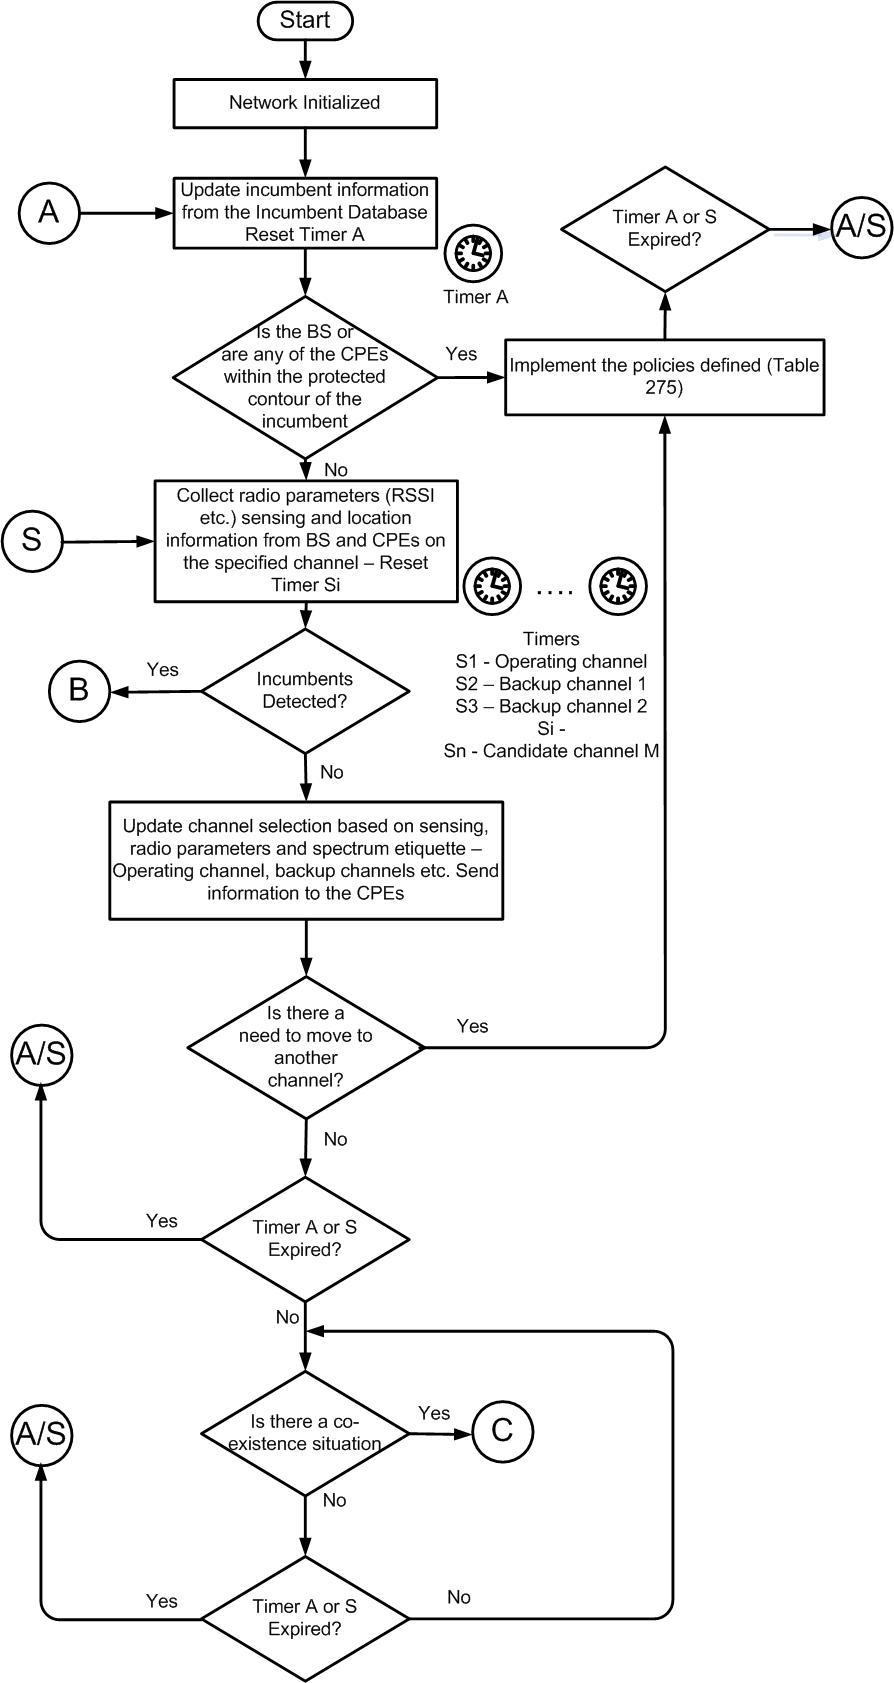 Start
Network Initialized
Update incumbent information
from the Incumbent Database
Reset Timer A
A
Timer A
Timer A or S
Expired?
A/S
Is the BS or
are any of the CPEs
within the protected
contour of the
incumbent
Yes
Implement the policies defined (Table
275)
No
Collect radio parameters (RSSI
etc.) sensing and location
information from BS and CPEs on
the specified channel – Reset
Timer Si
S
....
Timers
S1 - Operating channel
S2 – Backup channel 1
S3 – Backup channel 2
Si -
Sn - Candidate channel M
Incumbents
Detected?
Yes
B
No
Update channel selection based on sensing,
radio parameters and spectrum etiquette –
Operating channel, backup channels etc. Send
information to the CPEs
Is there a
need to move to
another
channel?
Yes
A/S
No
Timer A or S
Expired?
Yes
No
Is there a co-
existence situation
Yes
C
A/S
No
Timer A or S
Expired?
Yes
No